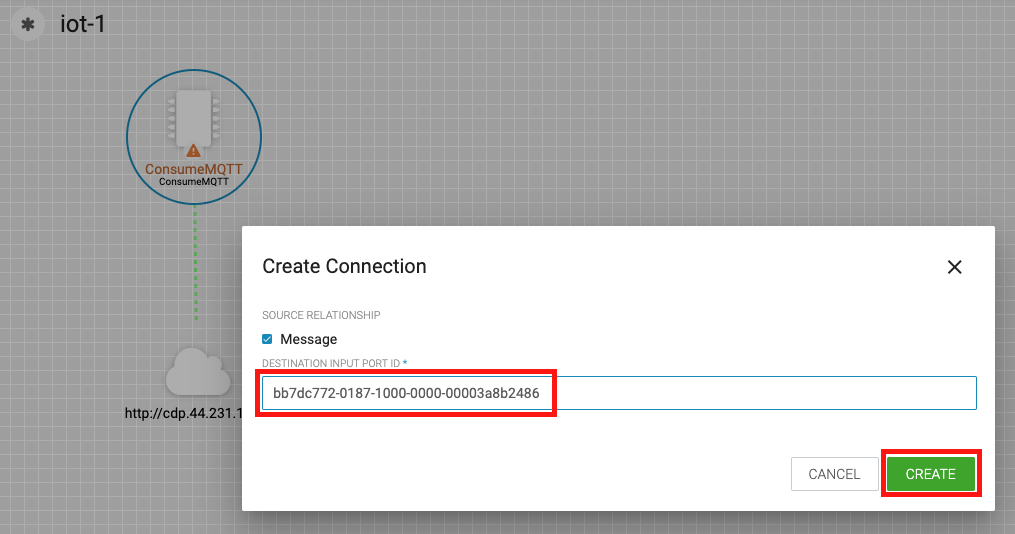 iot-1
ConsumeMQTT
ConsumeMQTT
http://cdp.44.231.1
Create Connection
SOURCE RELATIONSHIP
Message
DESTINATION INPUT PORT ID *
bb7dc772-0187-1000-0000-00003a8b2486
CANCEL
CREATE